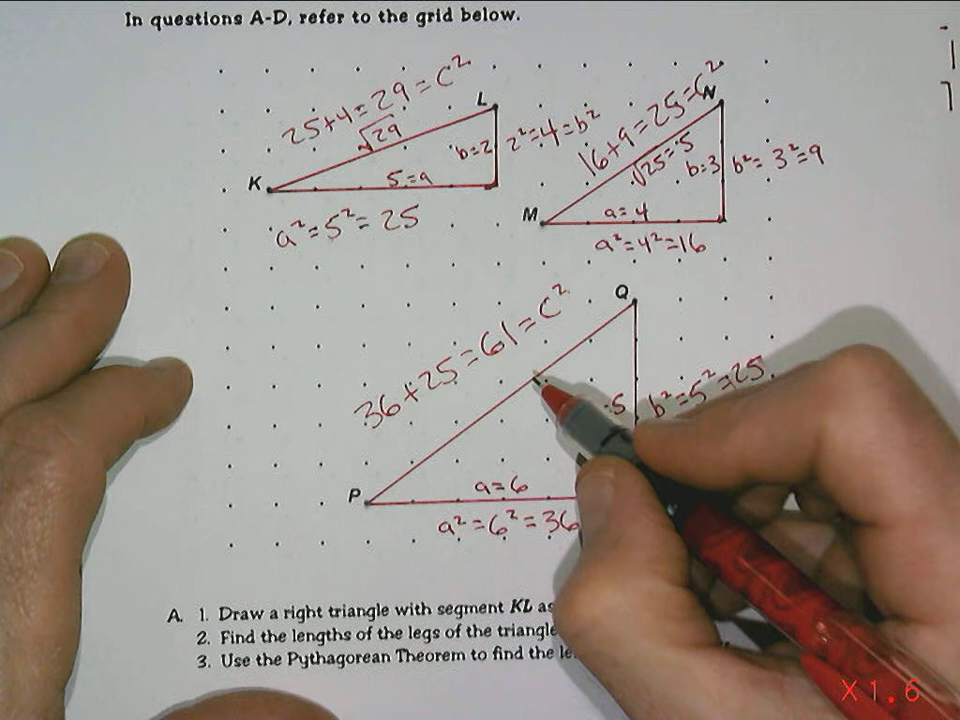 In questions A-D, refer to the grid below.
25+4=29=c²
√29
L
b=2
2²=4=b²
K
5=a
a²=5²=25
16+9=25=c²
N
√25=5
b=3
b²=3²=9
M
a=4
a²=4²=16
36+25=61=c²
Q
5
b²=5²=25
P
a=6
a²=6²=36
A. 1. Draw a right triangle with segment KL as
2. Find the lengths of the legs of the triangle
3. Use the Pythagorean Theorem to find the
X1.6